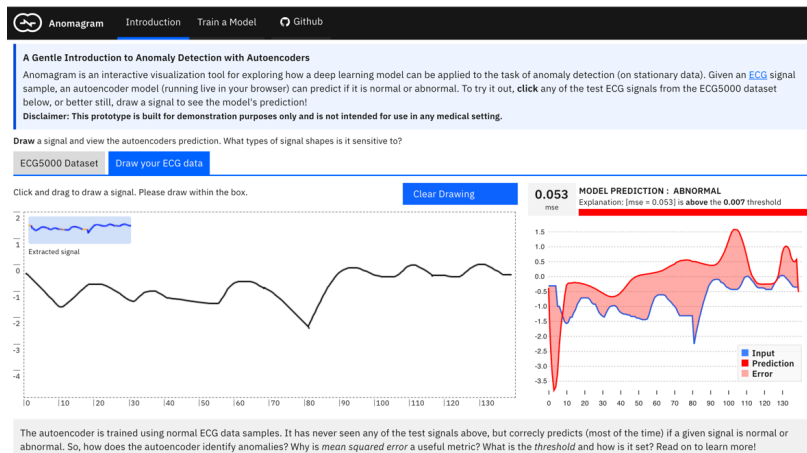 Anomagram Introduction Train a Model Github
A Gentle Introduction to Anomaly Detection with Autoencoders
Anomagram is an interactive visualization tool for exploring how a deep learning model can be applied to the task of anomaly detection (on stationary data). Given an ECG signal
sample, an autoencoder model (running live in your browser) can predict if it is normal or abnormal. To try it out, click any of the test ECG signals from the ECG5000 dataset
below, or better still, draw a signal to see the model's prediction!
Disclaimer: This prototype is built for demonstration purposes only and is not intended for use in any medical setting.
Draw a signal and view the autoencoders prediction. What types of signal shapes is it sensitive to?
ECG5000 Dataset Draw your ECG data
Click and drag to draw a signal. Please draw within the box.
Clear Drawing
2
1
0
-1
-2
-3
-4
Extracted signal
0 10 20 30 40 50 60 70 80 90 100 110 120 130
0.053
mse
MODEL PREDICTION : ABNORMAL
Explanation: [mse = 0.053] is above the 0.007 threshold
1.5
1.0
0.5
0.0
-0.5
-1.0
-1.5
-2.0
-2.5
-3.0
-3.5
Input
Prediction
Error
0 10 20 30 40 50 60 70 80 90 100 110 120 130
The autoencoder is trained using normal ECG data samples. It has never seen any of the test signals above, but correcly predicts (most of the time) if a given signal is normal or
abnormal. So, how does the autoencoder identify anomalies? Why is mean squared error a useful metric? What is the threshold and how is it set? Read on to learn more!